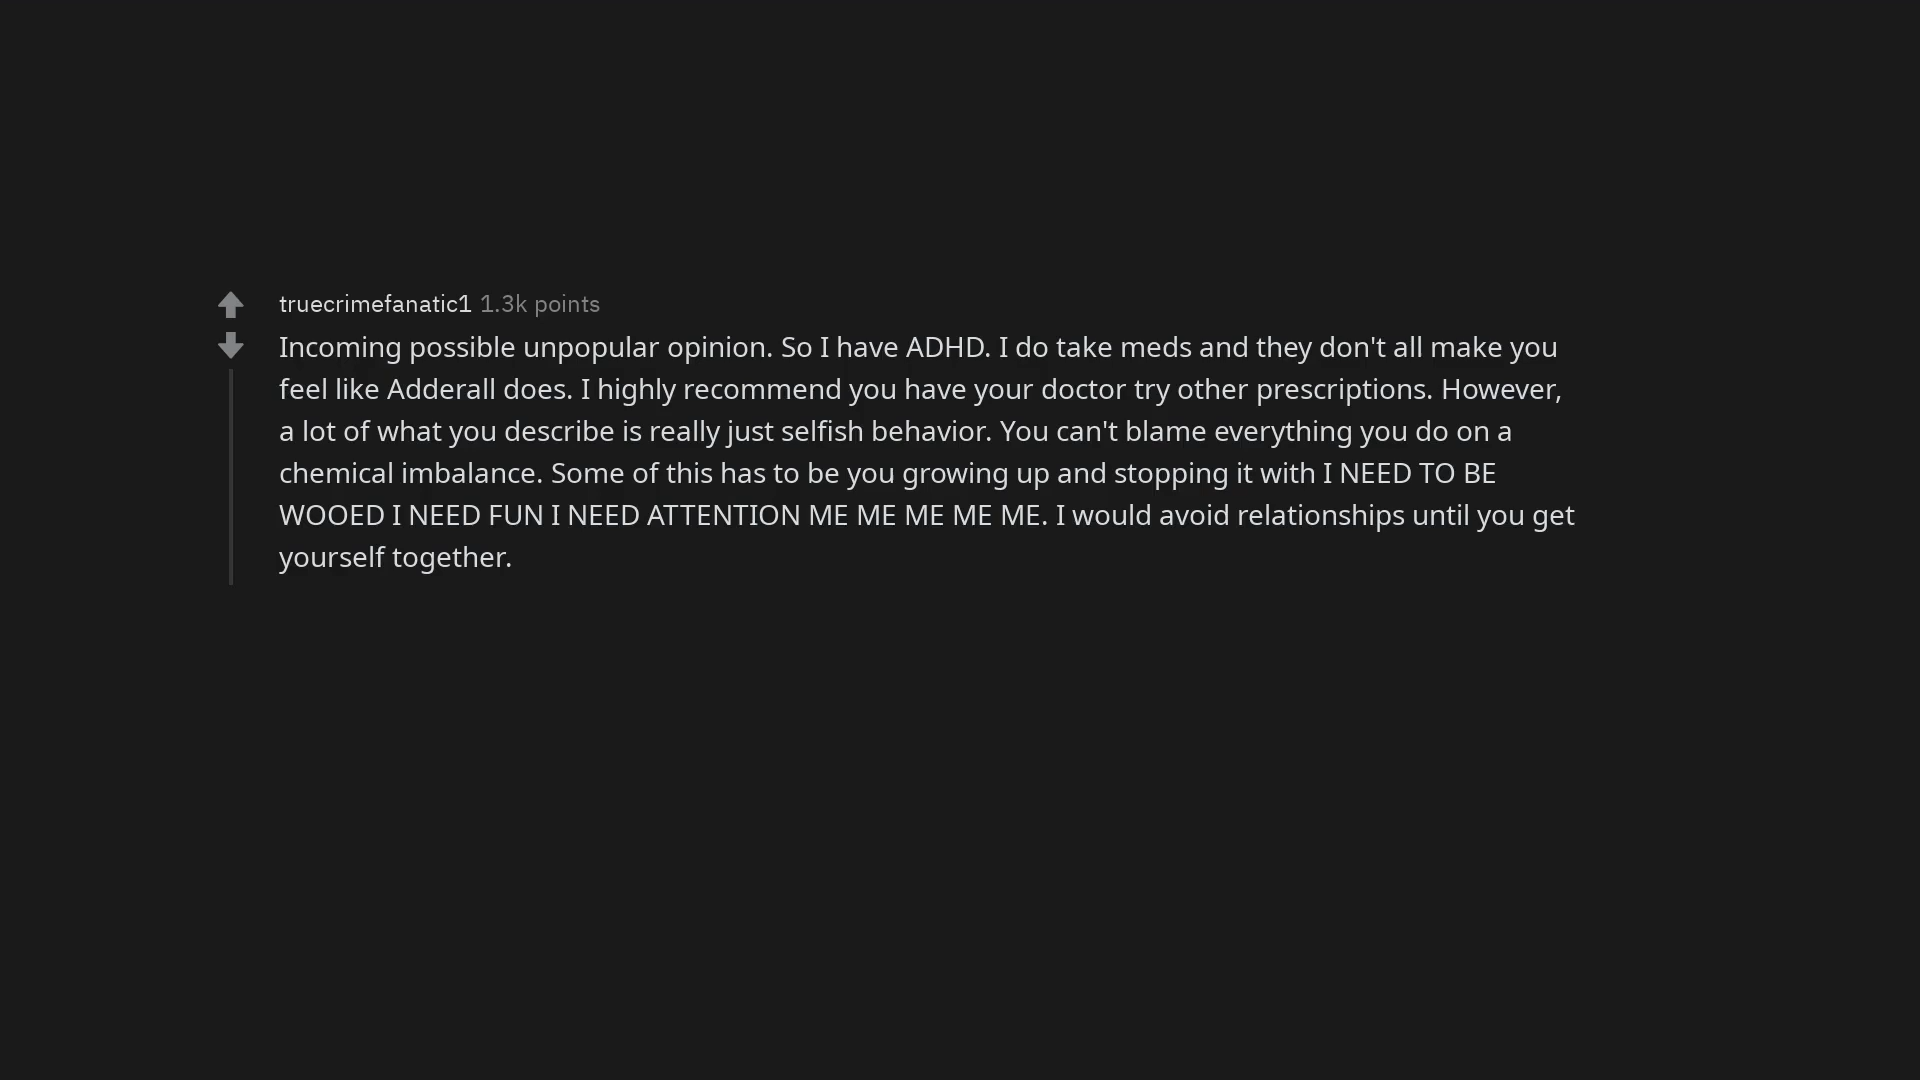 truecrimefanatic1 1.3k points
Incoming possible unpopular opinion. So I have ADHD. I do take meds and they don't all make you
feel like Adderall does. I highly recommend you have your doctor try other prescriptions. However,
a lot of what you describe is really just selfish behavior. You can't blame everything you do on a
chemical imbalance. Some of this has to be you growing up and stopping it with I NEED TO BE
WOOED I NEED FUN I NEED ATTENTION ME ME ME ME ME. I would avoid relationships until you get
yourself together.